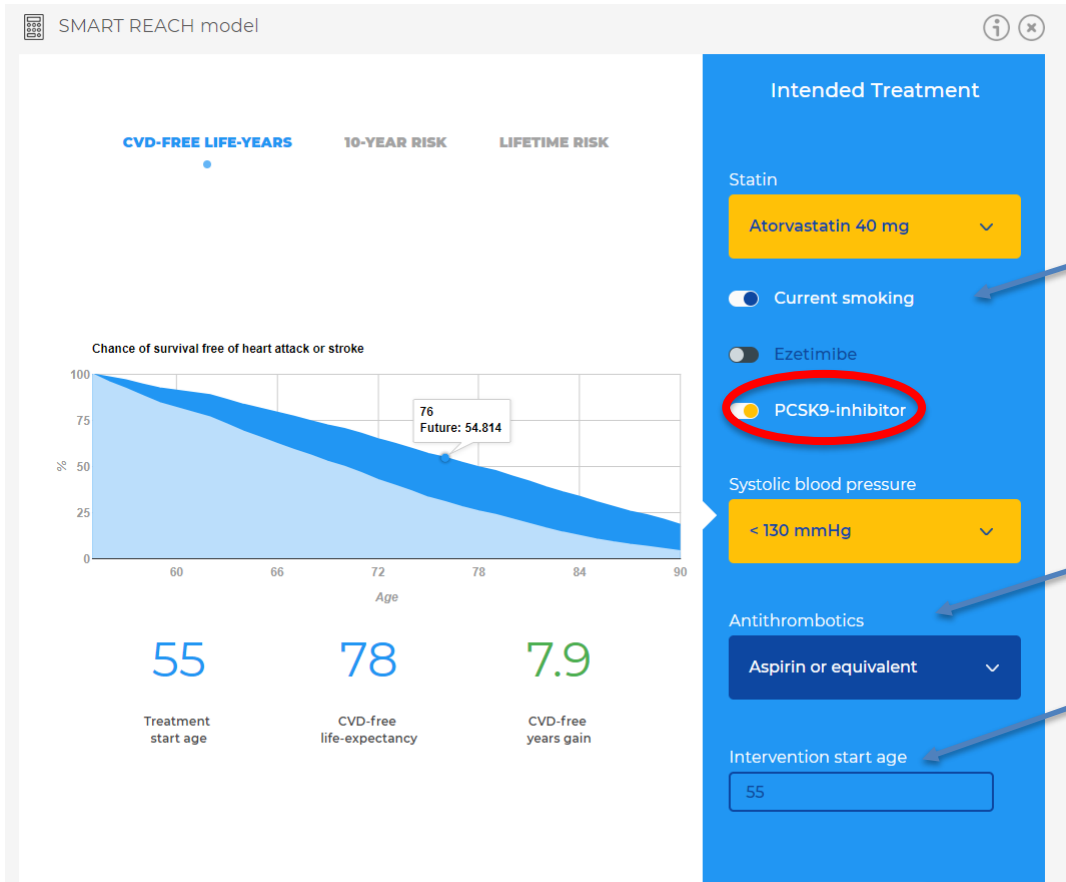 SMART REACH model
CVD-FREE LIFE-YEARS
10-YEAR RISK
LIFETIME RISK
Chance of survival free of heart attack or stroke
100
75
50
25
0
%
76
Future: 54.814
60
66
72
78
84
90
Age
55
78
7.9
Treatment
start age
CVD-free
life-expectancy
CVD-free
years gain
Intended Treatment
Statin
Atorvastatin 40 mg
Current smoking
Ezetimibe
PCSK9-inhibitor
Systolic blood pressure
< 130 mmHg
Antithrombotics
Aspirin or equivalent
Intervention start age
55